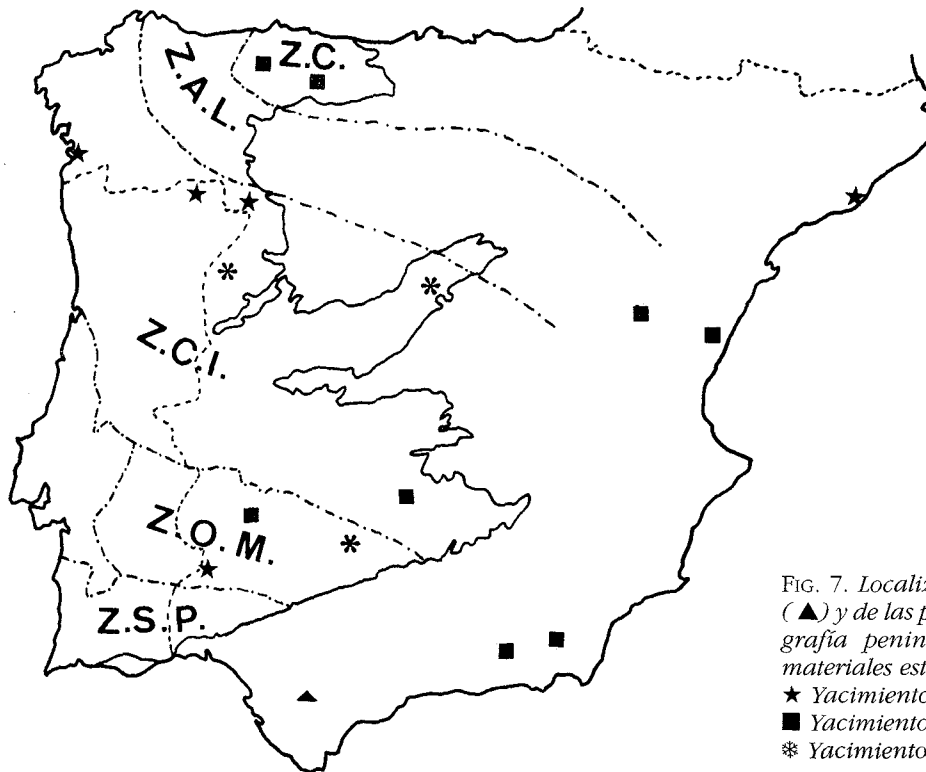 Z.C.
Z.A.L.
Z.C.I.
Z.O.M.
Z.S.P.
FIG. 7. Localiz
(▲) y de las p
grafía penin
materiales est
★ Yacimiento
■ Yacimiento
✽ Yacimiento